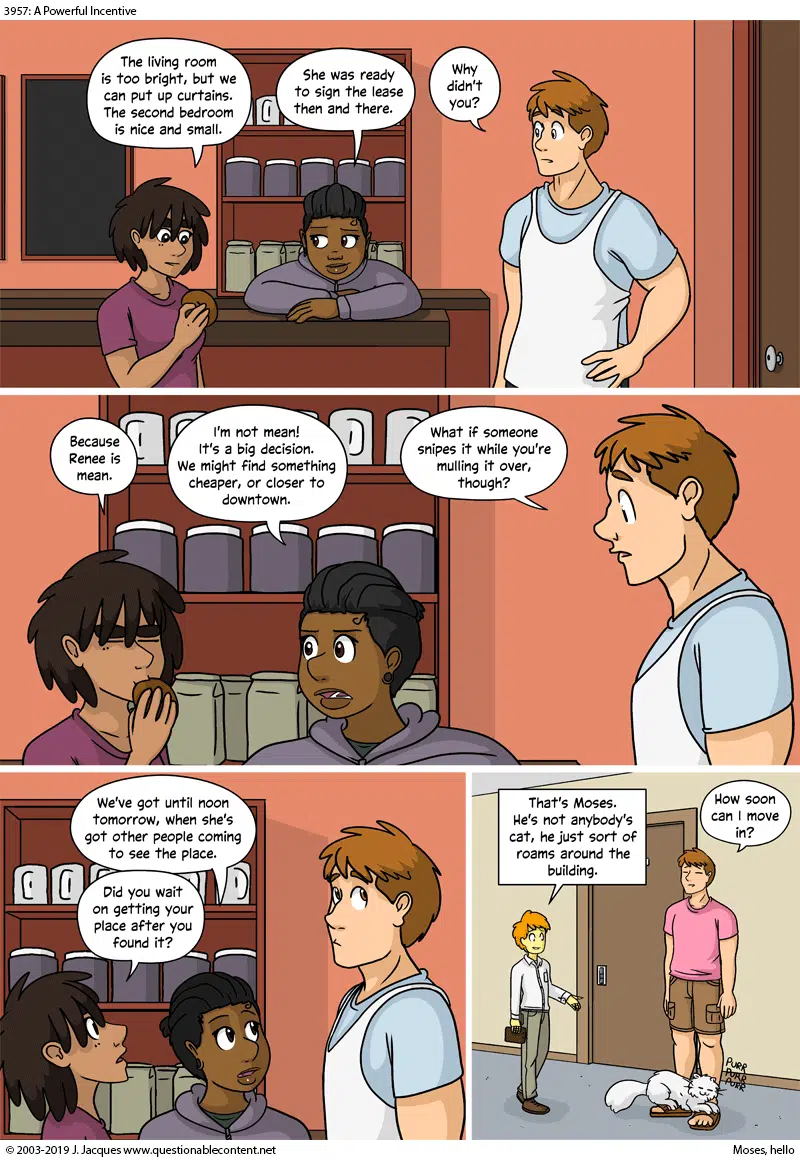 3957: A Powerful Incentive
The living room
is too bright, but we
can put up curtains.
The second bedroom
is nice and small.
She was ready
to sign the lease
then and there.
Why
didn't
you?
Because
Renee is
mean.
I'm not mean!
It's a big decision.
We might find something
cheaper, or closer to
downtown.
What if someone
snipes it while you're
mulling it over,
though?
We've got until noon
tomorrow, when she's
got other people coming
to see the place.
Did you wait
on getting your
place after you
found it?
That's Moses.
He's not anybody's
cat, he just sort of
roams around the
building.
How soon
can I move
in?
PURR
PURR
PURR
© 2003-2019 J. Jacques www.questionablecontent.net
Moses, hello